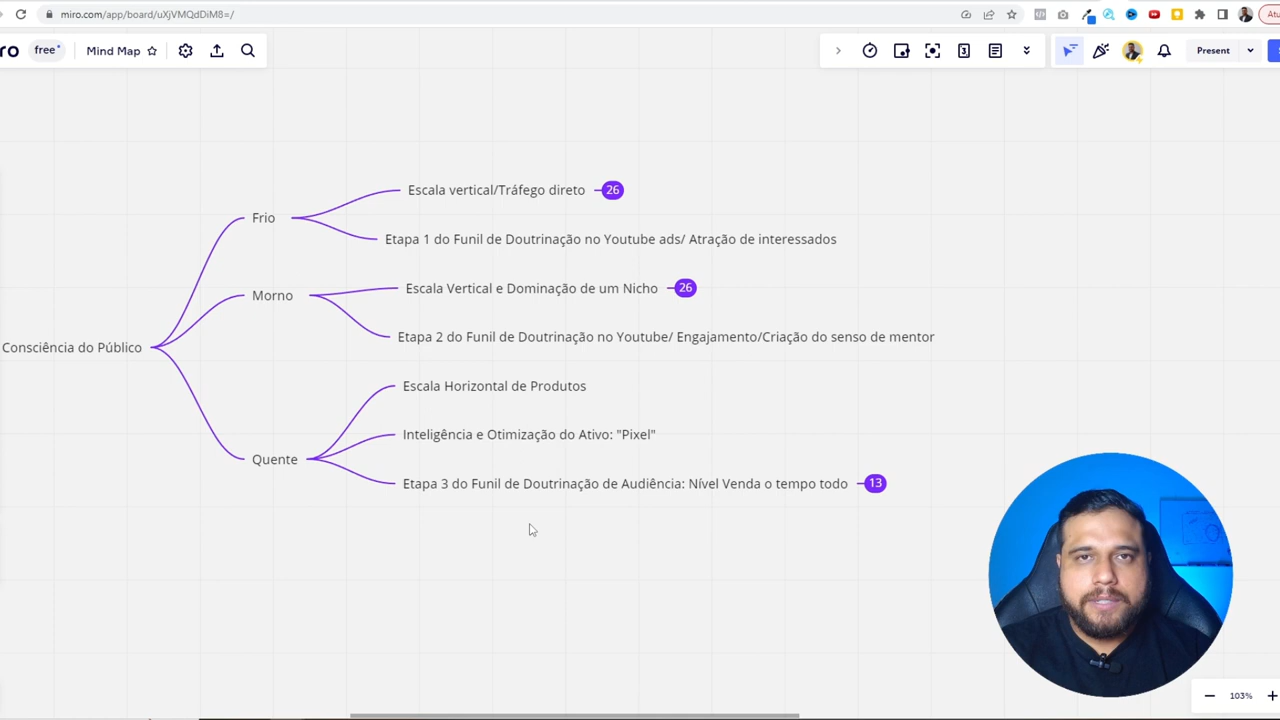 miro.com/app/board/uXjVMQdDiM8=/
Atu
ro free* Mind Map
3
Present
Escala vertical/Tráfego direto 26
Frio
Etapa 1 do Funil de Doutrinação no Youtube ads/ Atração de interessados
Escala Vertical e Dominação de um Nicho 26
Morno
Etapa 2 do Funil de Doutrinação no Youtube/ Engajamento/Criação do senso de mentor
Consciência do Público
Escala Horizontal de Produtos
Inteligência e Otimização do Ativo: "Pixel"
Quente
Etapa 3 do Funil de Doutrinação de Audiência: Nível Venda o tempo todo 13
103%